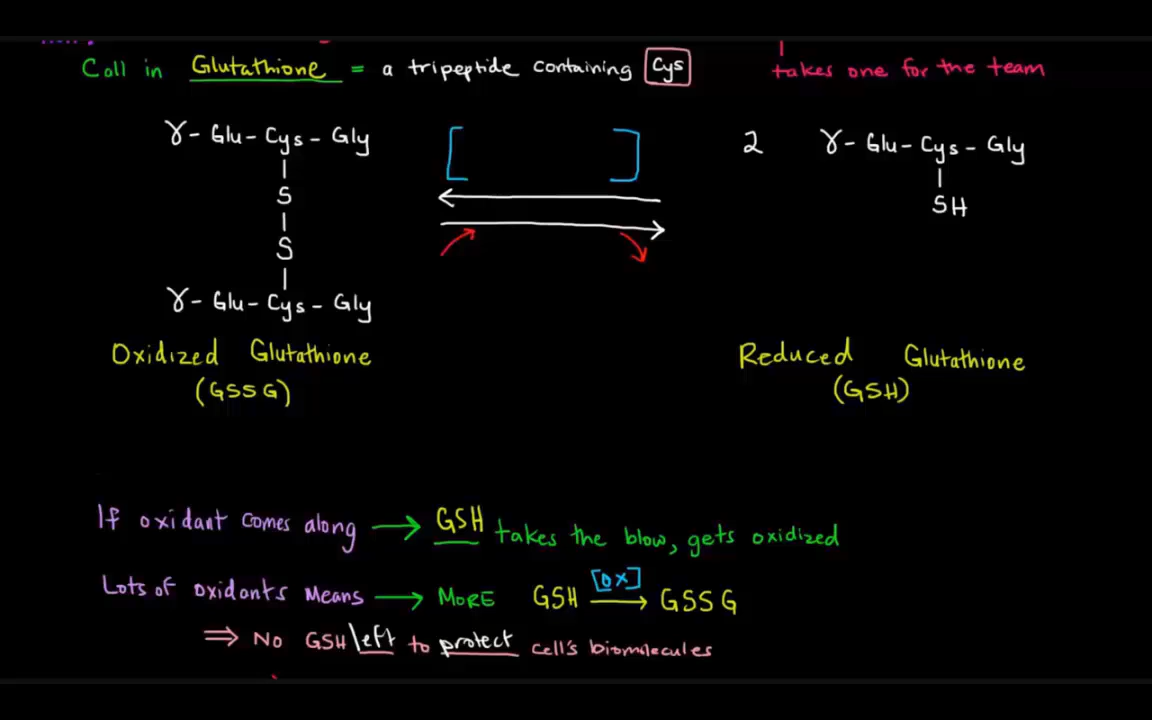 Call in Glutathione = a tripeptide containing Cys
takes one for the team
γ- Glu- Cys - Gly
S
S
γ- Glu- Cys - Gly
Oxidized Glutathione
(GSSG)
[ ]
2 γ- Glu- Cys - Gly
SH
Reduced Glutathione
(GSH)
If oxidant comes along → GSH takes the blow, gets oxidized
Lots of oxidants Means → MORE GSH [ox] → GSSG
⇒ No GSH left to protect cell's biomolecules